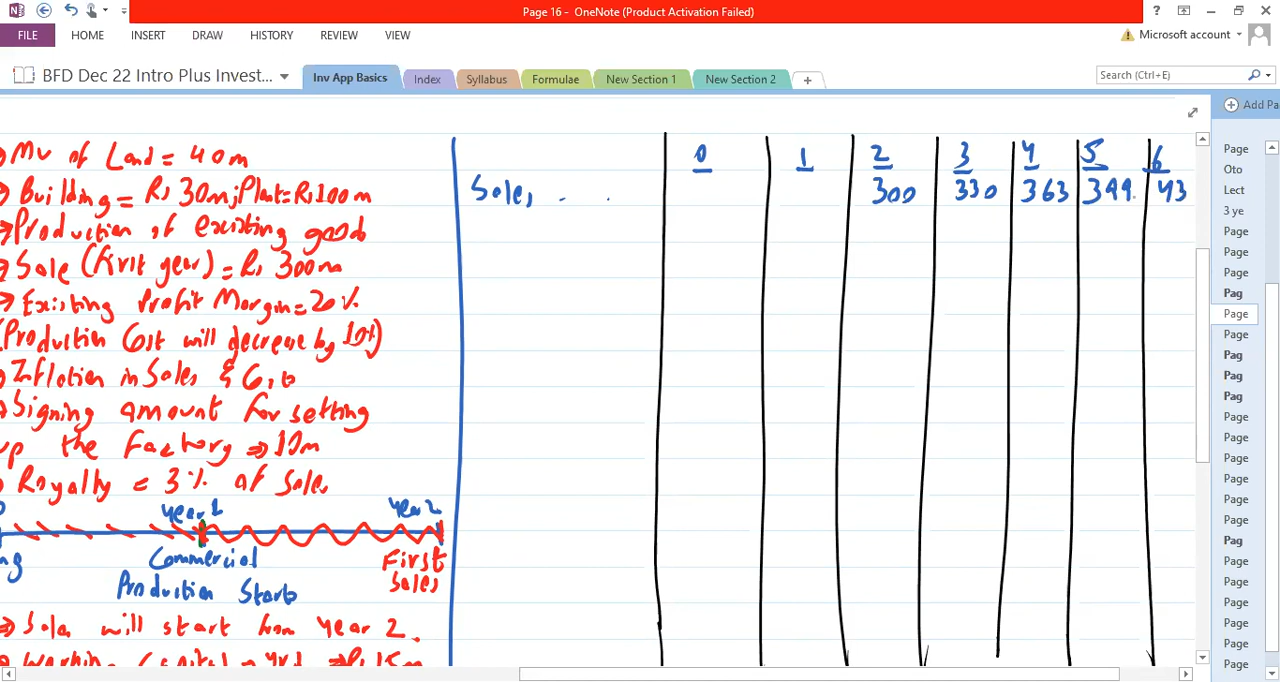 Page 16 - OneNote (Product Activation Failed)
FILE HOME INSERT DRAW HISTORY REVIEW VIEW
Microsoft account
BFD Dec 22 Intro Plus Invest...
Inv App Basics Index Syllabus Formulae New Section 1 New Section 2
Search (Ctrl+E)
Add Pa
MV of Land = 40m
Building = Rs 30m; Plant = Rs 100m
Production of existing good
Sale (first year) = Rs 300m
Existing Profit Margin = 20%
(Production Cost will decrease by 10%)
Inflation in Sales &
Signing amount for setting
up the factory ⇒ 10m
Royalty = 3% of Sales
year 1 year 2
Commercial
Production Starts
First
Sales
⇒ Sales will start from year 2.
Working Capital
0 1 2 3 4 5 6
Sales 300 330 363 399 43
Page
Oto
Lect
3 ye
Page
Page
Page
Pag
Page
Page
Pag
Pag
Pag
Page
Page
Page
Page
Page
Page
Pag
Page
Page
Page
Page
Page
Page